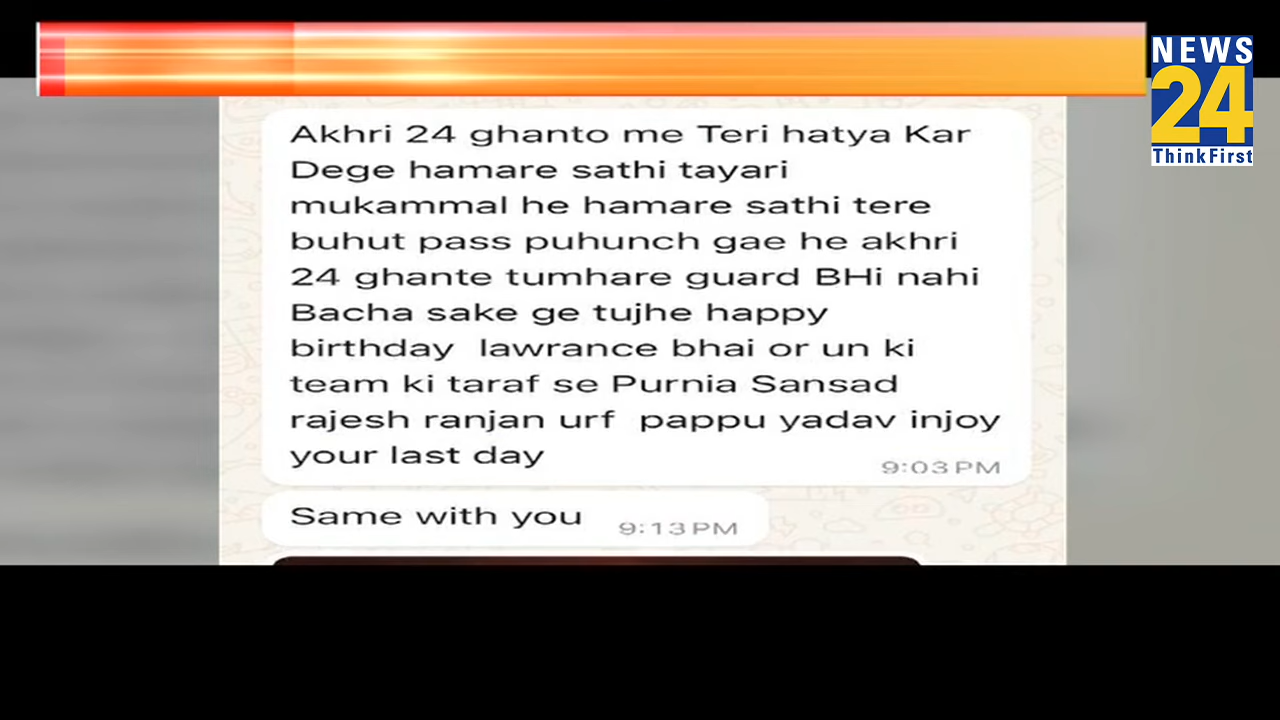 NEWS
24
ThinkFirst
Akhri 24 ghanto me Teri hatya Kar
Dege hamare sathi tayari
mukammal he hamare sathi tere
buhut pass puhunch gae he akhri
24 ghante tumhare guard BHi nahi
Bacha sake ge tujhe happy
birthday lawrance bhai or un ki
team ki taraf se Purnia Sansad
rajesh ranjan urf pappu yadav injoy
your last day
9:03 PM
Same with you 9:13 PM